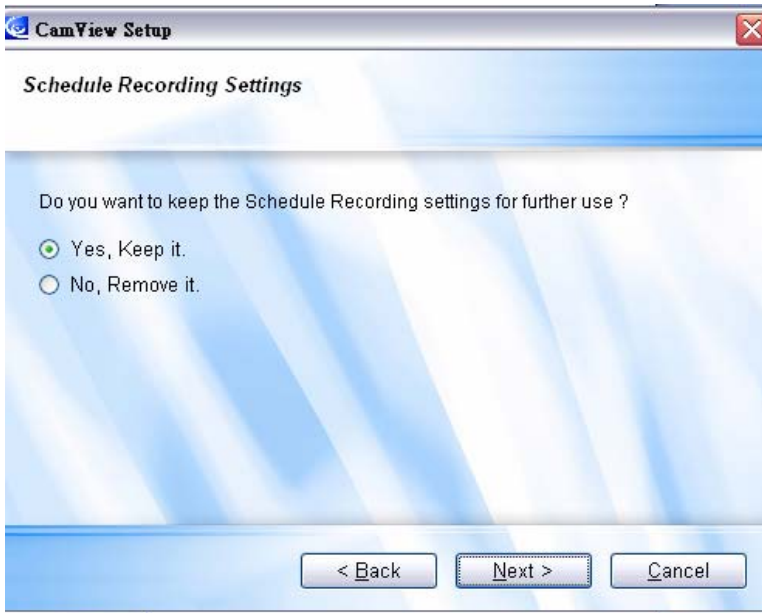 CamView Setup
Schedule Recording Settings
Do you want to keep the Schedule Recording settings for further use ?
Yes, Keep it.
No, Remove it.
< Back
Next >
Cancel